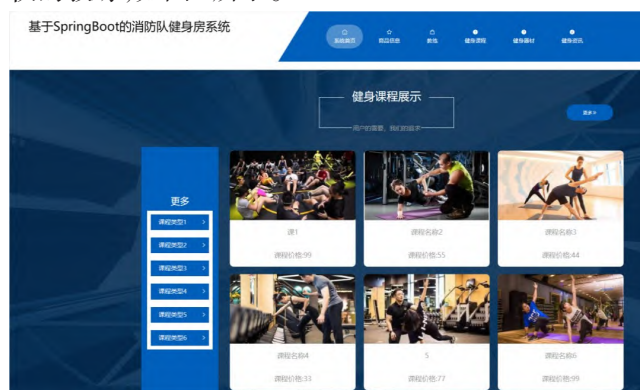 基于SpringBoot的消防队健身房系统
系统首页 商品信息 教练 健身课程 健身器材 健身资讯
健身课程展示
用户的需要，我们的追求
更多»
更多
课程类型1 >
课程类型2 >
课程类型3 >
课程类型4 >
课程类型5 >
课程类型6 >
课1 课程名称2 课程名称3
课程价格:99 课程价格:55 课程价格:44
课程名称4 5 课程名称6
课程价格:33 课程价格:77 课程价格:99